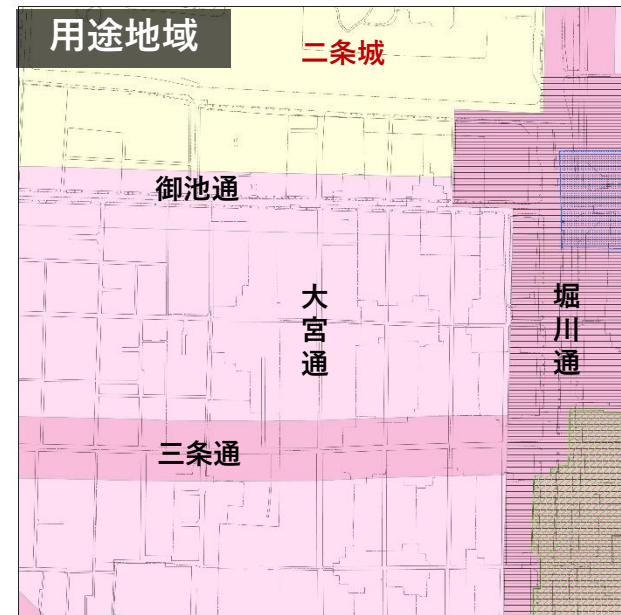 用途地域
二条城
御池通
大宮通
堀川通
三条通